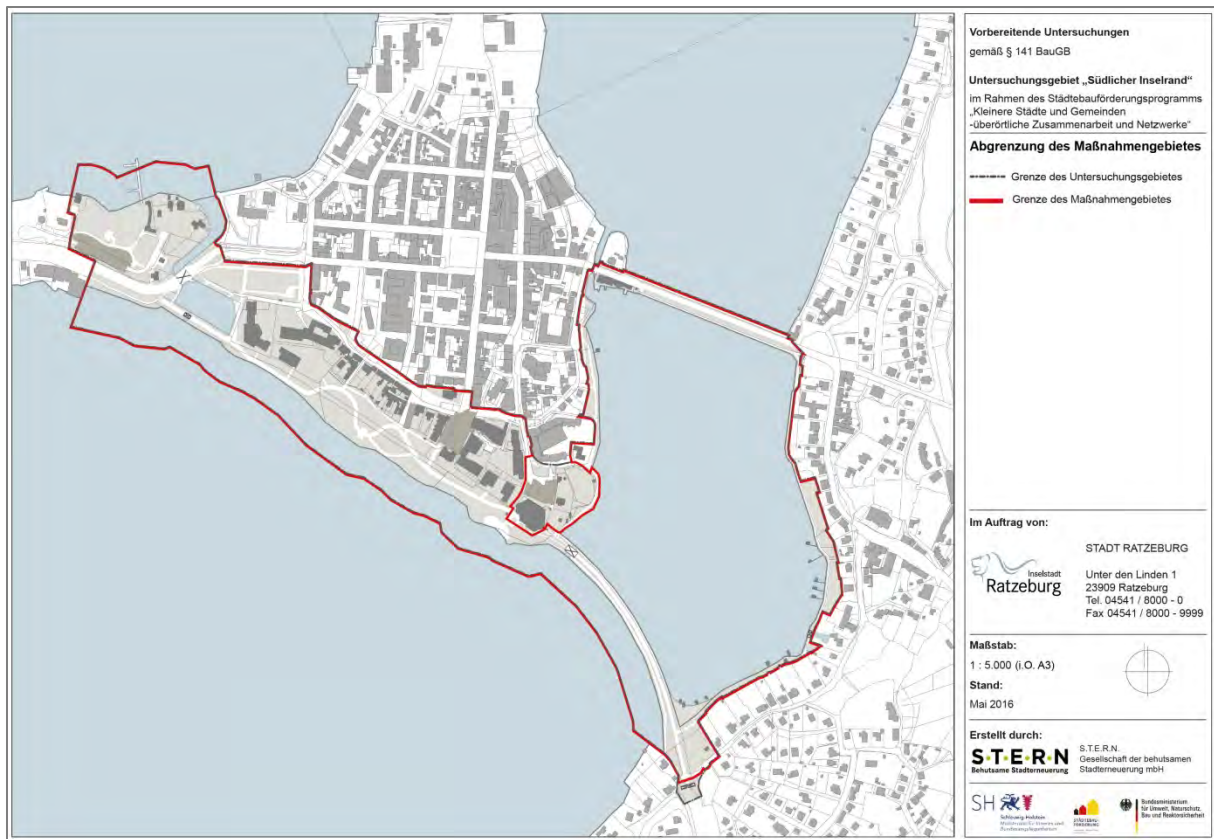 Vorbereitende Untersuchungen
gemäß § 141 BauGB
Untersuchungsgebiet „Südlicher Inselrand“
im Rahmen des Städtebauförderungsprogramms
„Kleinere Städte und Gemeinden
-überörtliche Zusammenarbeit und Netzwerke“
Abgrenzung des Maßnahmengebietes
Grenze des Untersuchungsgebietes
Grenze des Maßnahmengebietes
Im Auftrag von:
Inselstadt
Ratzeburg
STADT RATZEBURG
Unter den Linden 1
23909 Ratzeburg
Tel. 04541 / 8000 - 0
Fax 04541 / 8000 - 9999
Maßstab:
1 : 5.000 (i.O. A3)
Stand:
Mai 2016
Erstellt durch:
S·T·E·R·N
Behutsame Stadterneuerung
S.T.E.R.N.
Gesellschaft der behutsamen
Stadterneuerung mbH
SH
Schleswig-Holstein
Bundesministerium
für Umwelt, Naturschutz,
Bau und Reaktorsicherheit